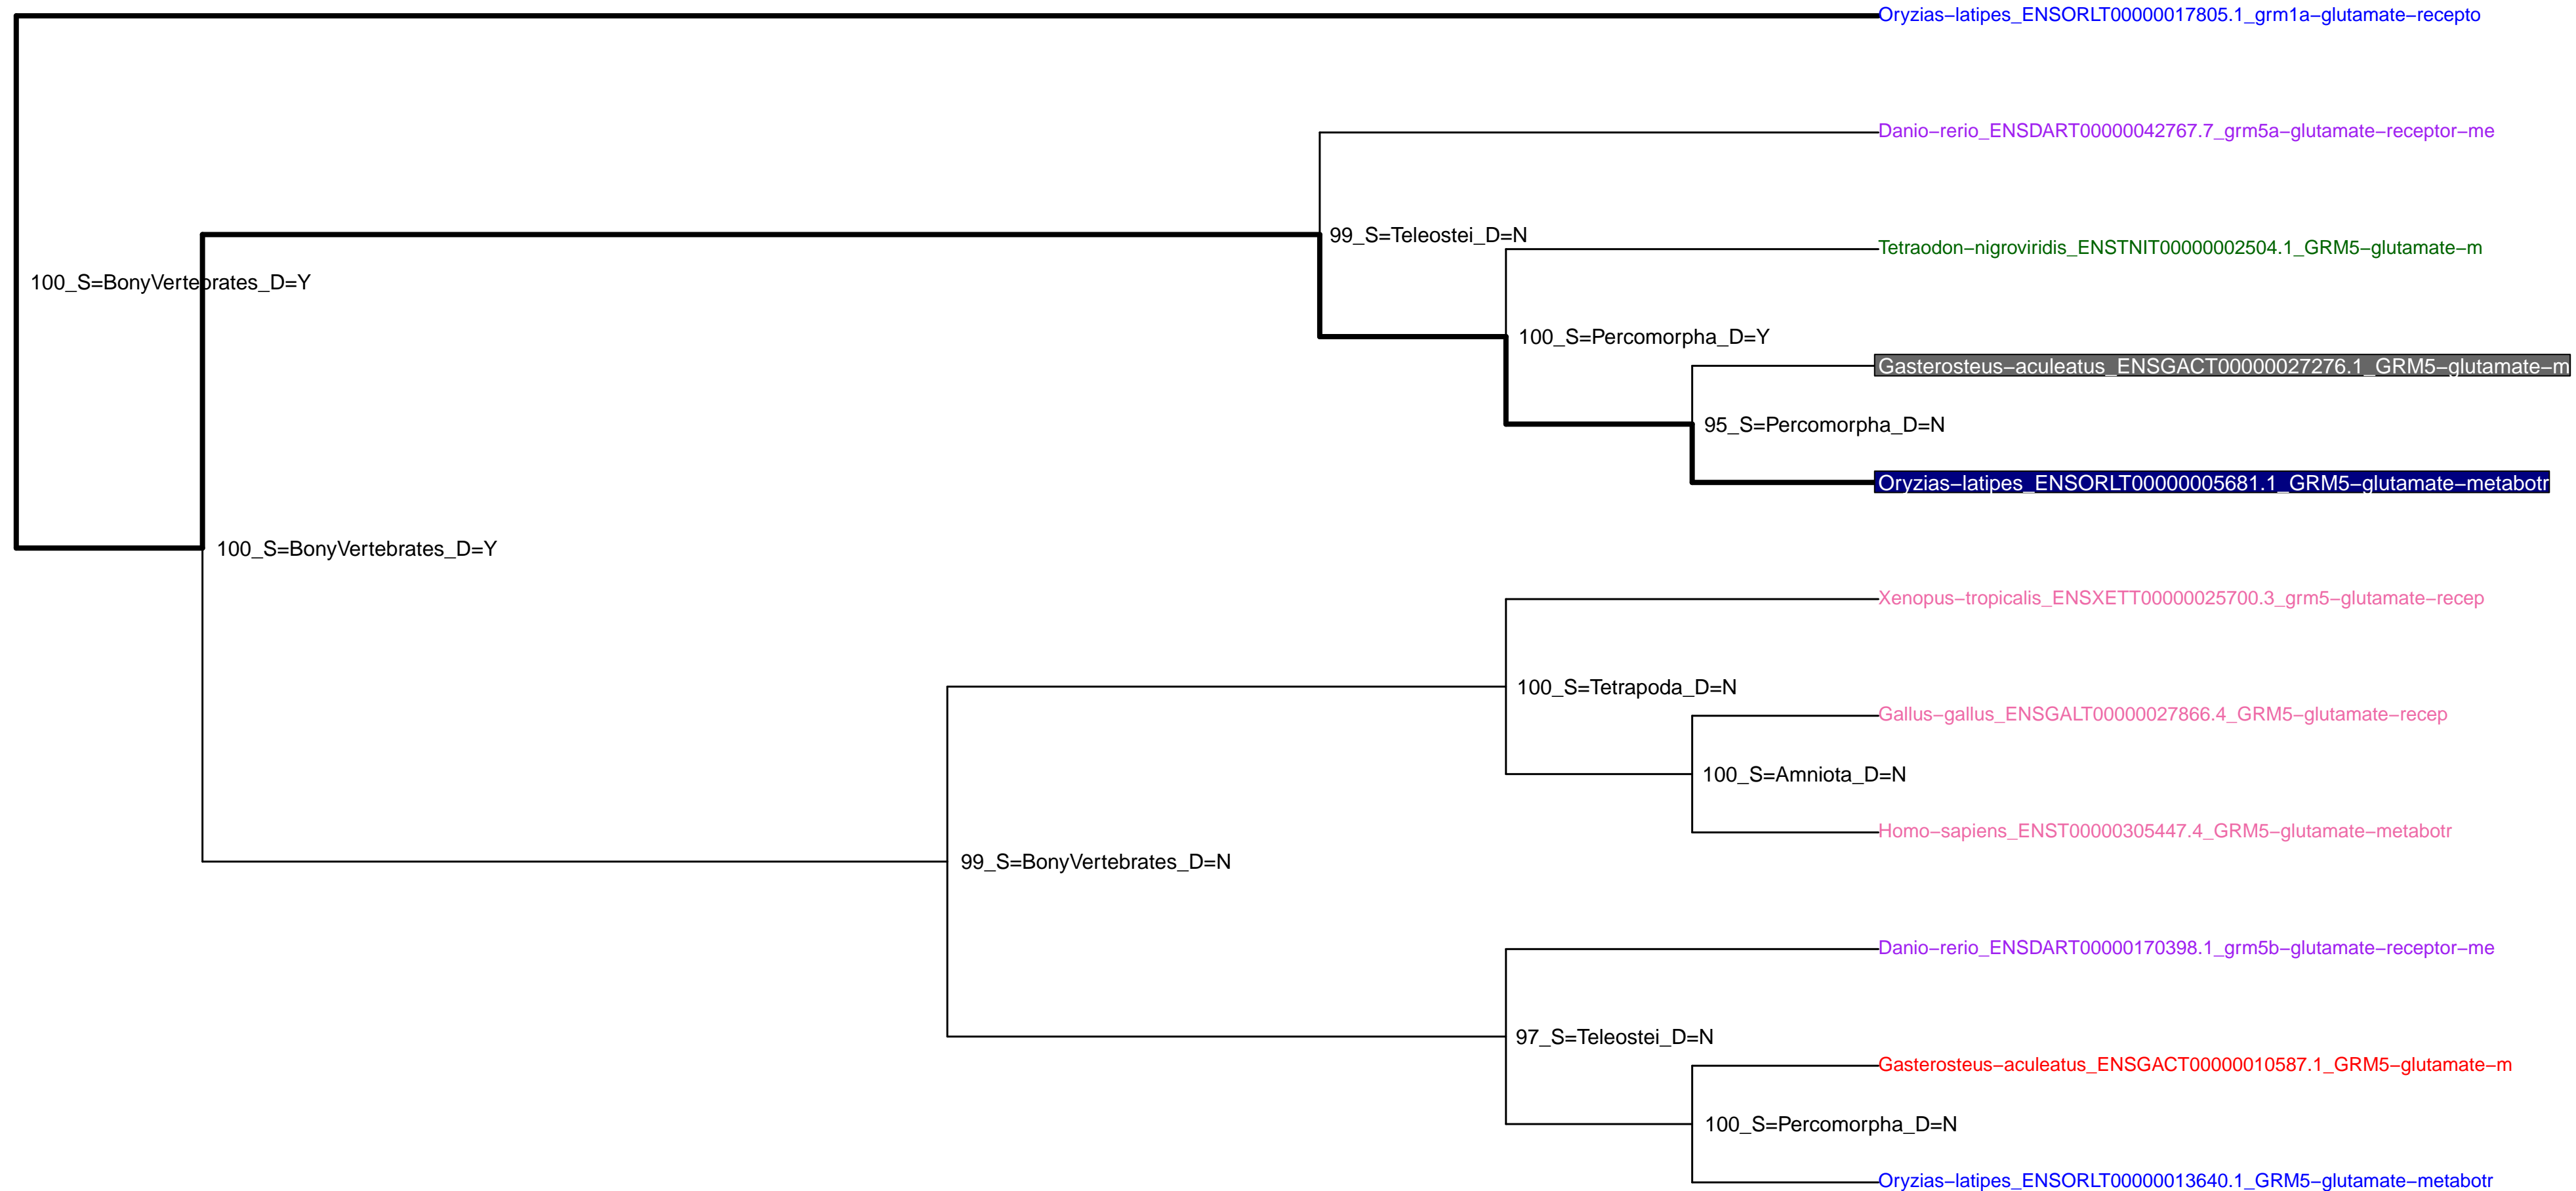 Oryzias−latipes_ENSORLT00000017805.1_grm1a−glutamate−recepto
Danio−rerio_ENSDART00000042767.7_grm5a−glutamate−receptor−me
99_S=Teleostei_D=N
Tetraodon−nigroviridis_ENSTNIT00000002504.1_GRM5−glutamate−m
100_S=BonyVertebrates_D=Y
100_S=Percomorpha_D=Y
Gasterosteus−aculeatus_ENSGACT00000027276.1_GRM5−glutamate−m
95_S=Percomorpha_D=N
Oryzias−latipes_ENSORLT00000005681.1_GRM5−glutamate−metabotr
100_S=BonyVertebrates_D=Y
Xenopus−tropicalis_ENSXETT00000025700.3_grm5−glutamate−recep
100_S=Tetrapoda_D=N
Gallus−gallus_ENSGALT00000027866.4_GRM5−glutamate−recep
100_S=Amniota_D=N
Homo−sapiens_ENST00000305447.4_GRM5−glutamate−metabotr
99_S=BonyVertebrates_D=N
Danio−rerio_ENSDART00000170398.1_grm5b−glutamate−receptor−me
97_S=Teleostei_D=N
Gasterosteus−aculeatus_ENSGACT00000010587.1_GRM5−glutamate−m
100_S=Percomorpha_D=N
Oryzias−latipes_ENSORLT00000013640.1_GRM5−glutamate−metabotr